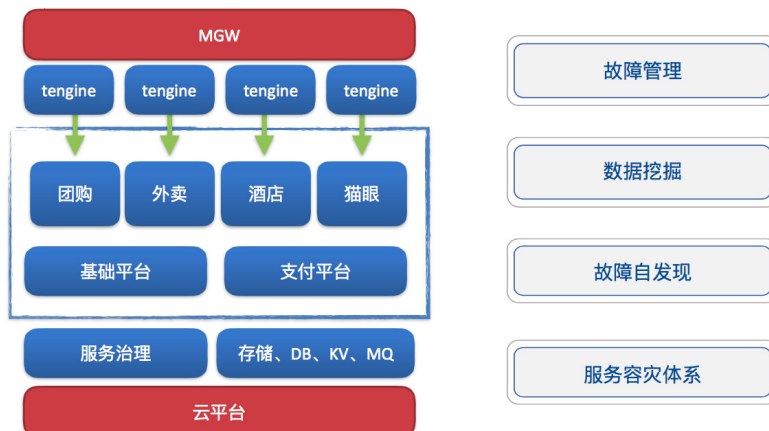 MGW
tengine
tengine
tengine
tengine
团购
外卖
酒店
猫眼
基础平台
支付平台
服务治理
存储、DB、KV、MQ
云平台
故障管理
数据挖掘
故障自发现
服务容灾体系